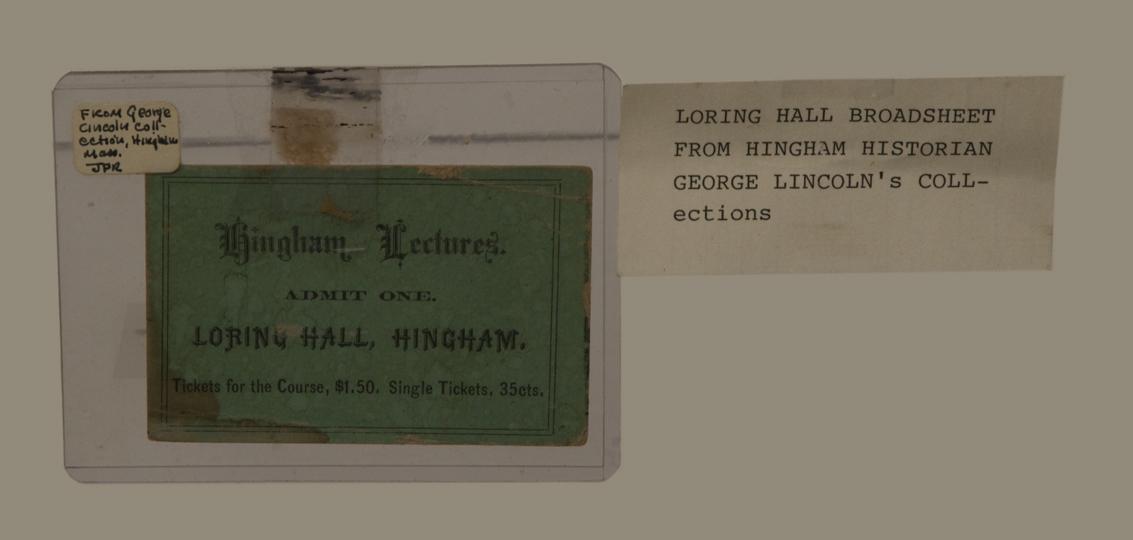 FROM George
Lincoln Coll-
ection, Hingham
Mass.
JPR
Hingham Lectures.
ADMIT ONE.
LORING HALL, HINGHAM.
Tickets for the Course, $1.50. Single Tickets, 35cts.
LORING HALL BROADSHEET
FROM HINGHAM HISTORIAN
GEORGE LINCOLN's COLL-
ections